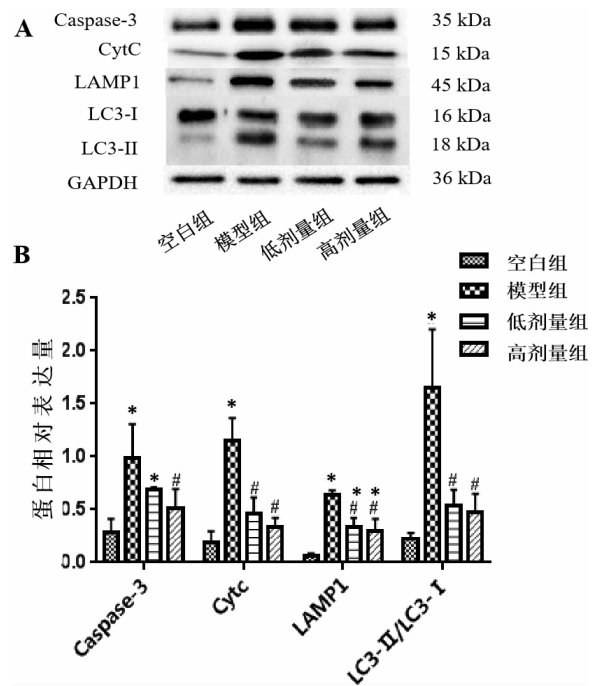 A
Caspase-3 35 kDa
CytC 15 kDa
LAMP1 45 kDa
LC3-I 16 kDa
LC3-II 18 kDa
GAPDH 36 kDa
空白组 模型组 低剂量组 高剂量组
B
空白组
模型组
低剂量组
高剂量组
蛋白相对表达量
2.5
2.0
1.5
1.0
0.5
0.0
* * # * # # * * # * # * # #
Caspase-3 Cytc LAMP1 LC3-II/LC3-I